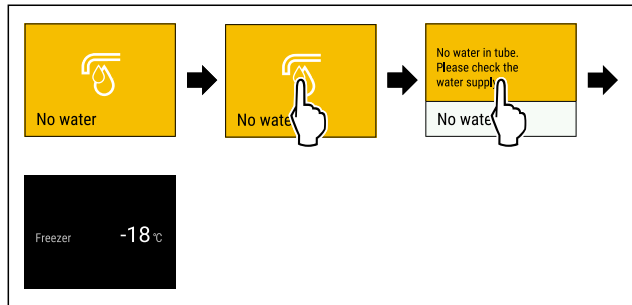 No water
No wate
No water in tube.
Please check the
water supply
No wate
Freezer -18 °C